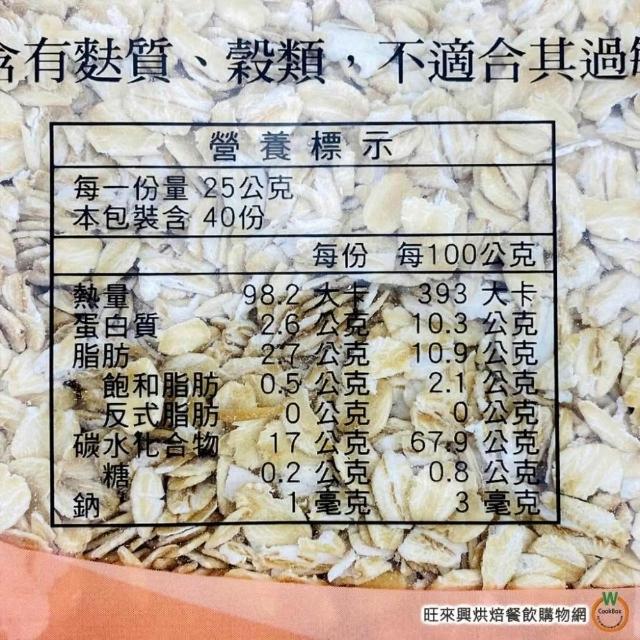 含有麩質、穀類，不適合其過敏
營養標示
每一份量 25公克
本包裝含 40份
每份 每100公克
熱量 98.2 大卡 393 大卡
蛋白質 2.6 公克 10.3 公克
脂肪 2.7 公克 10.9 公克
飽和脂肪 0.5 公克 2.1 公克
反式脂肪 0 公克 0 公克
碳水化合物 17 公克 67.9 公克
糖 0.2 公克 0.8 公克
鈉 1 毫克 3 毫克
W
CookBox
旺來興烘焙餐飲購物網